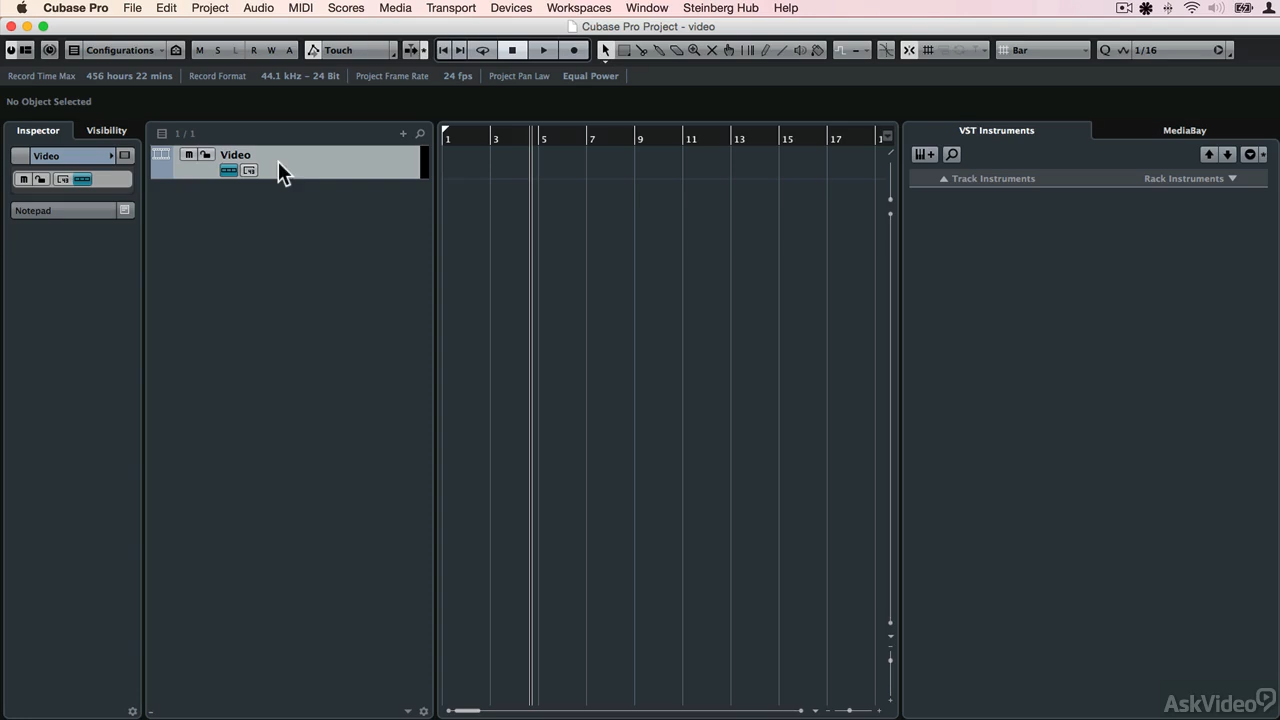 Cubase Pro File Edit Project Audio MIDI Scores Media Transport Devices Workspaces Window Steinberg Hub Help
Cubase Pro Project - video
Configurations M S L R W A Touch Bar Q 1/16
Record Time Max 456 hours 22 mins Record Format 44.1 kHz - 24 Bit Project Frame Rate 24 fps Project Pan Law Equal Power
No Object Selected
Inspector Visibility 1 / 1 1 3 5 7 9 11 13 15 17 1 VST Instruments MediaBay
Video m Video
m
Track Instruments Rack Instruments
Notepad
AskVideo